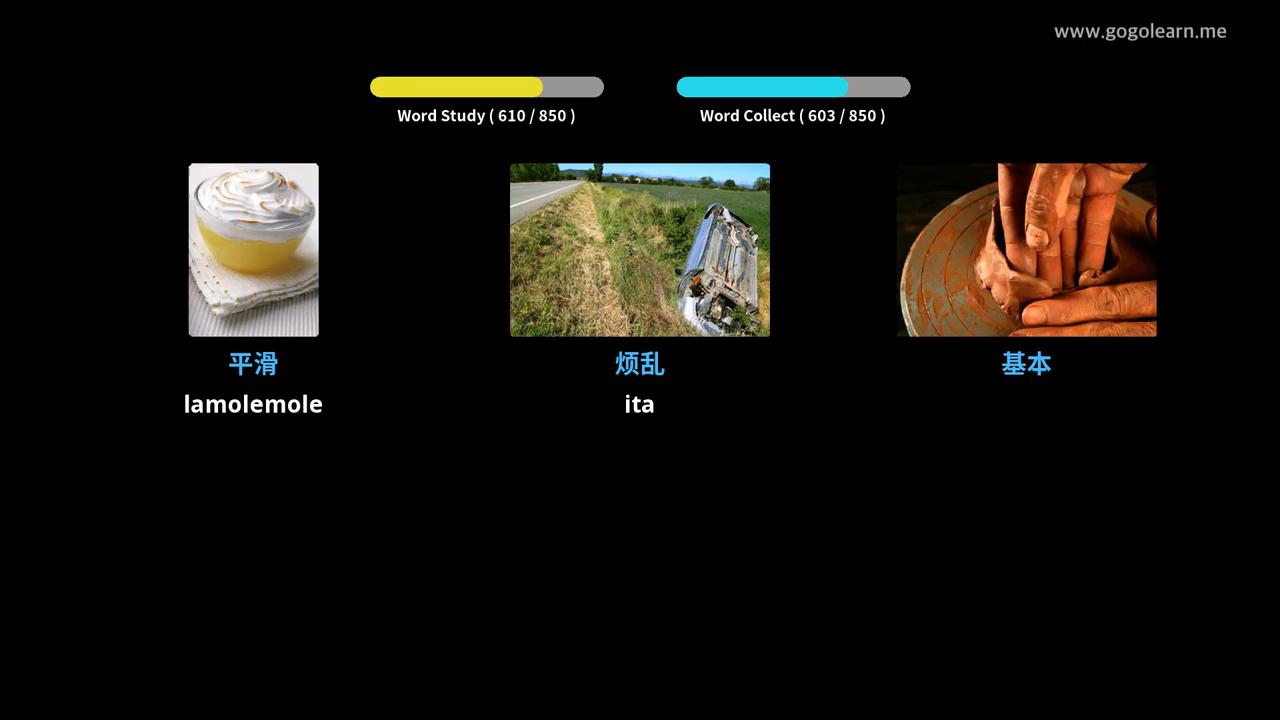 www.gogolearn.me
Word Study ( 610 / 850 )
Word Collect ( 603 / 850 )
平滑
烦乱
基本
lamolemole
ita